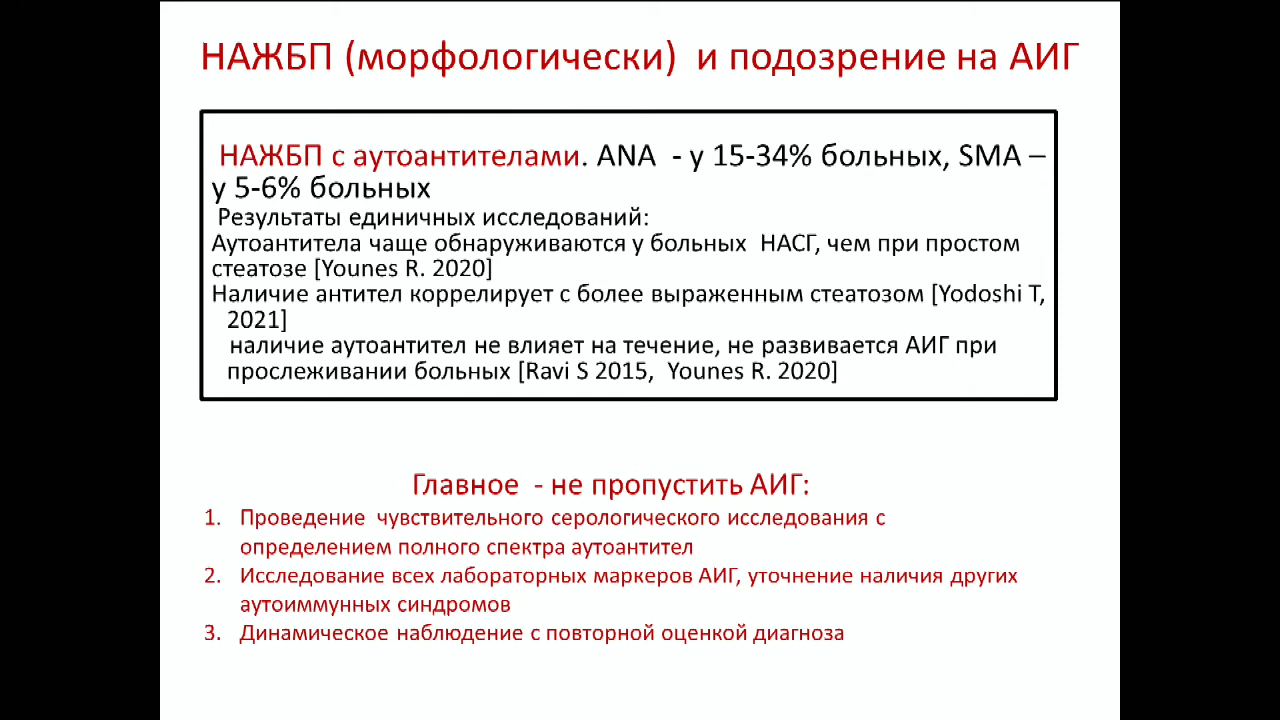 НАЖБП (морфологически) и подозрение на АИГ
НАЖБП с аутоантителами. ANA - у 15-34% больных, SMA –
у 5-6% больных
Результаты единичных исследований:
Аутоантитела чаще обнаруживаются у больных НАСГ, чем при простом
стеатозе [Younes R. 2020]
Наличие антител коррелирует с более выраженным стеатозом [Yodoshi T,
2021]
наличие аутоантител не влияет на течение, не развивается АИГ при
прослеживании больных [Ravi S 2015, Younes R. 2020]
Главное - не пропустить АИГ:
1. Проведение чувствительного серологического исследования с
определением полного спектра аутоантител
2. Исследование всех лабораторных маркеров АИГ, уточнение наличия других
аутоиммунных синдромов
3. Динамическое наблюдение с повторной оценкой диагноза